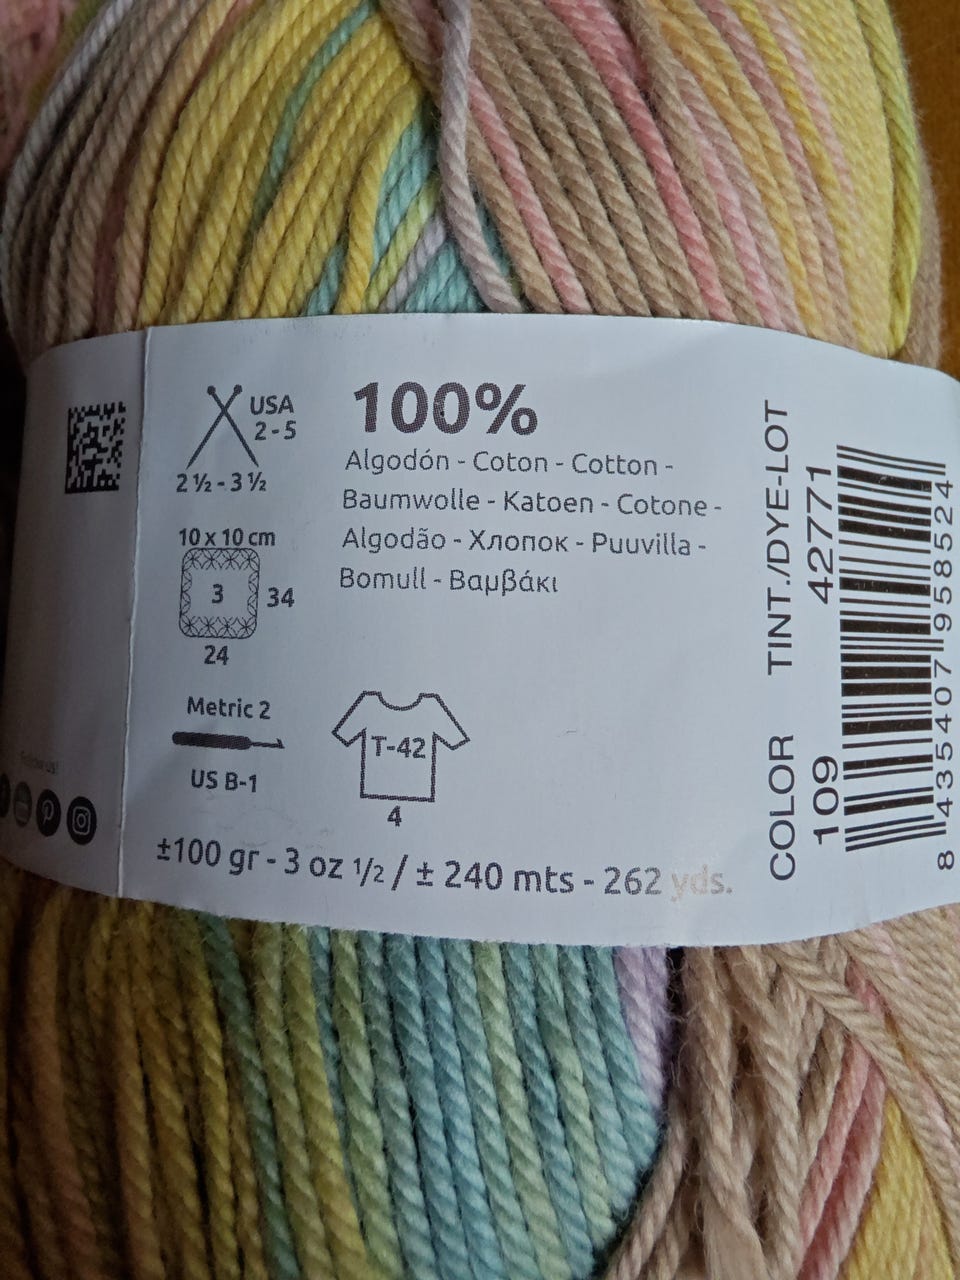 USA
2 - 5
2 ½ - 3 ½
10 x 10 cm
3
34
24
Metric 2
US B-1
100%
Algodón - Coton - Cotton -
Baumwolle - Katoen - Cotone -
Algodão - Хлопок - Puuvilla -
Bomull - Βαμβάκι
T-42
4
±100 gr - 3 oz 1/2 / ± 240 mts - 262 yds.
Follow us!
COLOR TINT./DYE-LOT
109 42771
8 435407 958524